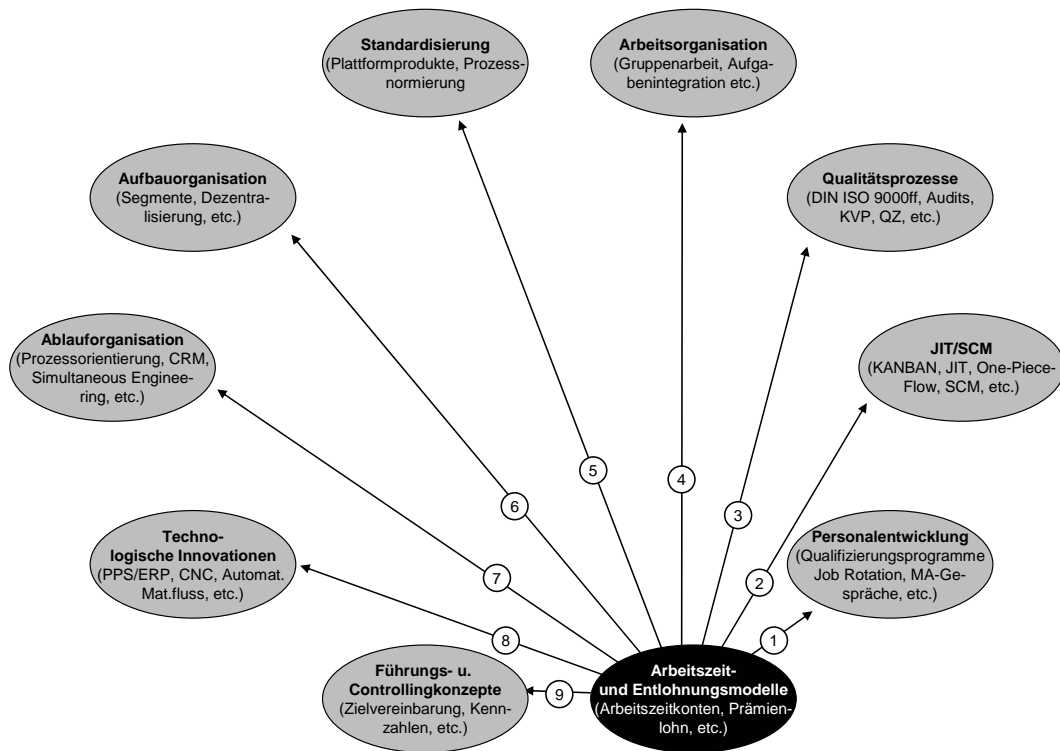 Standardisierung
(Plattformprodukte, Prozess-
normierung
Arbeitsorganisation
(Gruppenarbeit, Aufga-
benintegration etc.)
Aufbauorganisation
(Segmente, Dezentra-
lisierung, etc.)
Qualitätsprozesse
(DIN ISO 9000ff, Audits,
KVP, QZ, etc.)
Ablauforganisation
(Prozessorientierung, CRM,
Simultaneous Enginee-
ring, etc.)
JIT/SCM
(KANBAN, JIT, One-Piece-
Flow, SCM, etc.)
5
4
6
3
Techno-
logische Innovationen
(PPS/ERP, CNC, Automat.
Mat.fluss, etc.)
7
2
Personalentwicklung
(Qualifizierungsprogramme
Job Rotation, MA-Ge-
spräche, etc.)
8
1
Führungs- u.
Controllingkonzepte
(Zielvereinbarung, Kenn-
zahlen, etc.)
9
Arbeitszeit-
und Entlohnungsmodelle
(Arbeitszeitkonten, Prämien-
lohn, etc.)